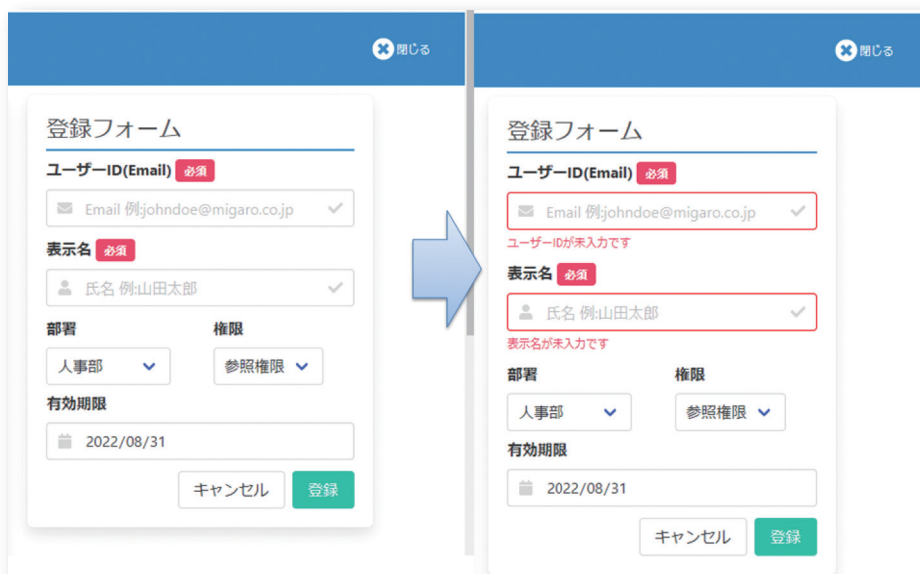 閉じる
登録フォーム
ユーザーID(Email) 必須
Email 例:johndoe@migaro.co.jp
表示名 必須
氏名 例:山田太郎
部署 権限
人事部 参照権限
有効期限
2022/08/31
キャンセル 登録
閉じる
登録フォーム
ユーザーID(Email) 必須
Email 例:johndoe@migaro.co.jp
ユーザーIDが未入力です
表示名 必須
氏名 例:山田太郎
表示名が未入力です
部署 権限
人事部 参照権限
有効期限
2022/08/31
キャンセル 登録